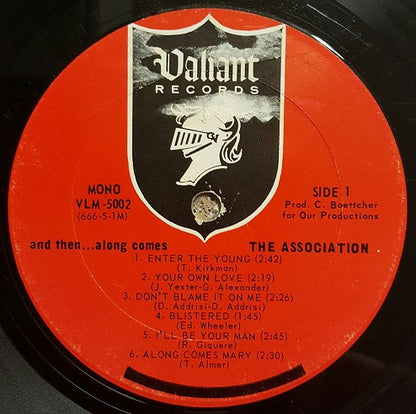 Valiant
RECORDS
MONO
VLM-5002
(666-5-1M)
SIDE 1
Prod. C. Boettcher
for Our Productions
and then...along comes THE ASSOCIATION
1. ENTER THE YOUNG (2:42)
(T. Kirkman)
2. YOUR OWN LOVE (2:19)
(J. Yester-G. Alexander)
3. DON'T BLAME IT ON ME (2:26)
(D. Addrisi-D. Addrisi)
4. BLISTERED (1:45)
(Ed. Wheeler)
5. I'LL BE YOUR MAN (2:45)
(R. Giquere)
6. ALONG COMES MARY (2:30)
(T. Almer)